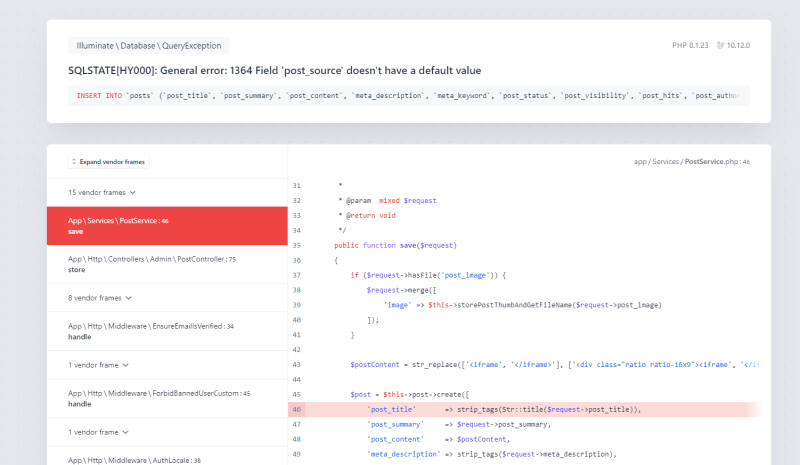 Illuminate \ Database \ QueryException
PHP 8.1.23 10.12.0
SQLSTATE[HY000]: General error: 1364 Field 'post_source' doesn't have a default value
INSERT INTO `posts` (`post_title`, `post_summary`, `post_content`, `meta_description`, `meta_keyword`, `post_status`, `post_visibility`, `post_hits`, `post_author
Expand vendor frames
15 vendor frames
App \ Services \ PostService : 46
save
App \ Http \ Controllers \ Admin \ PostController : 75
store
8 vendor frames
App \ Http \ Middleware \ EnsureEmailIsVerified : 34
handle
1 vendor frame
App \ Http \ Middleware \ ForbidBannedUserCustom : 45
handle
1 vendor frame
App \ Http \ Middleware \ AuthLocale : 38
app / Services / PostService.php : 46
31 *
32 * @param  mixed $request
33 * @return void
34 */
35 public function save($request)
36 {
37 if ($request->hasFile('post_image')) {
38 $request->merge([
39 'image' => $this->storePostThumbAndGetFileName($request->post_image)
40 ]);
41 }
42
43 $postContent = str_replace(['<iframe', '</iframe>'], ['<div class="ratio ratio-16x9"><iframe', '</if
44
45 $post = $this->post->create([
46 'post_title' => strip_tags(Str::title($request->post_title)),
47 'post_summary' => $request->post_summary,
48 'post_content' => $postContent,
49 'meta_description' => strip_tags($request->meta_description),